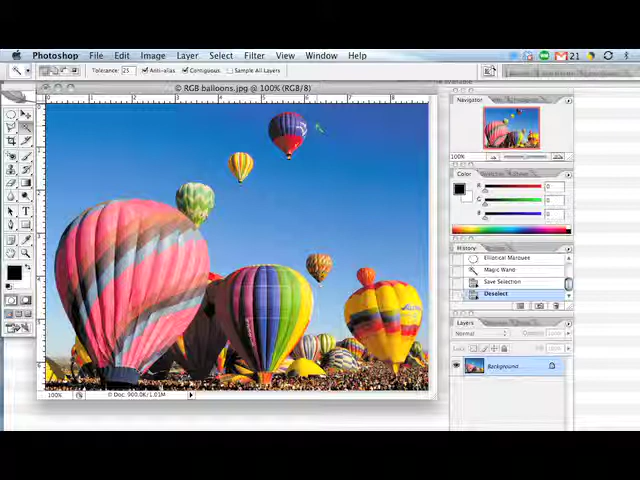 Photoshop File Edit Image Layer Select Filter View Window Help 21
Tolerance: 25 Anti-alias Contiguous Sample All Layers
RGB balloons.jpg @ 100% (RGB/8)
Navigator
100%
Color
R 0
G 0
B 0
History
Elliptical Marquee
Magic Wand
Save Selection
Deselect
Layers
Normal
Lock:
Background
100% Doc: 900.0K/1.01M